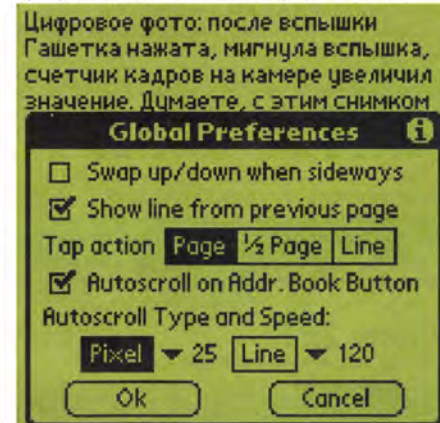 Цифровое фото: после вспышки
Гашетка нажата, мигнула вспышка,
счетчик кадров на камере увеличил
значение. Думаете, с этим снимком
Global Preferences i
Swap up/down when sideways
Show line from previous page
Tap action Page ½ Page Line
Autoscroll on Addr. Book Button
Autoscroll Type and Speed:
Pixel 25 Line 120
Ok Cancel